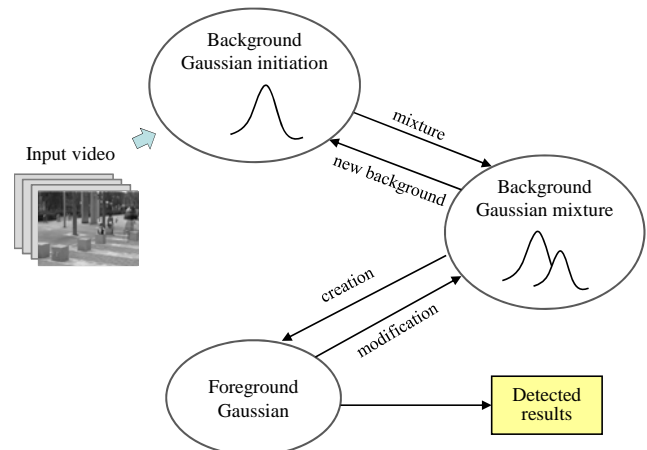 Background
Gaussian initiation
mixture
Input video
new background
Background
Gaussian mixture
creation
modification
Foreground
Gaussian
Detected
results